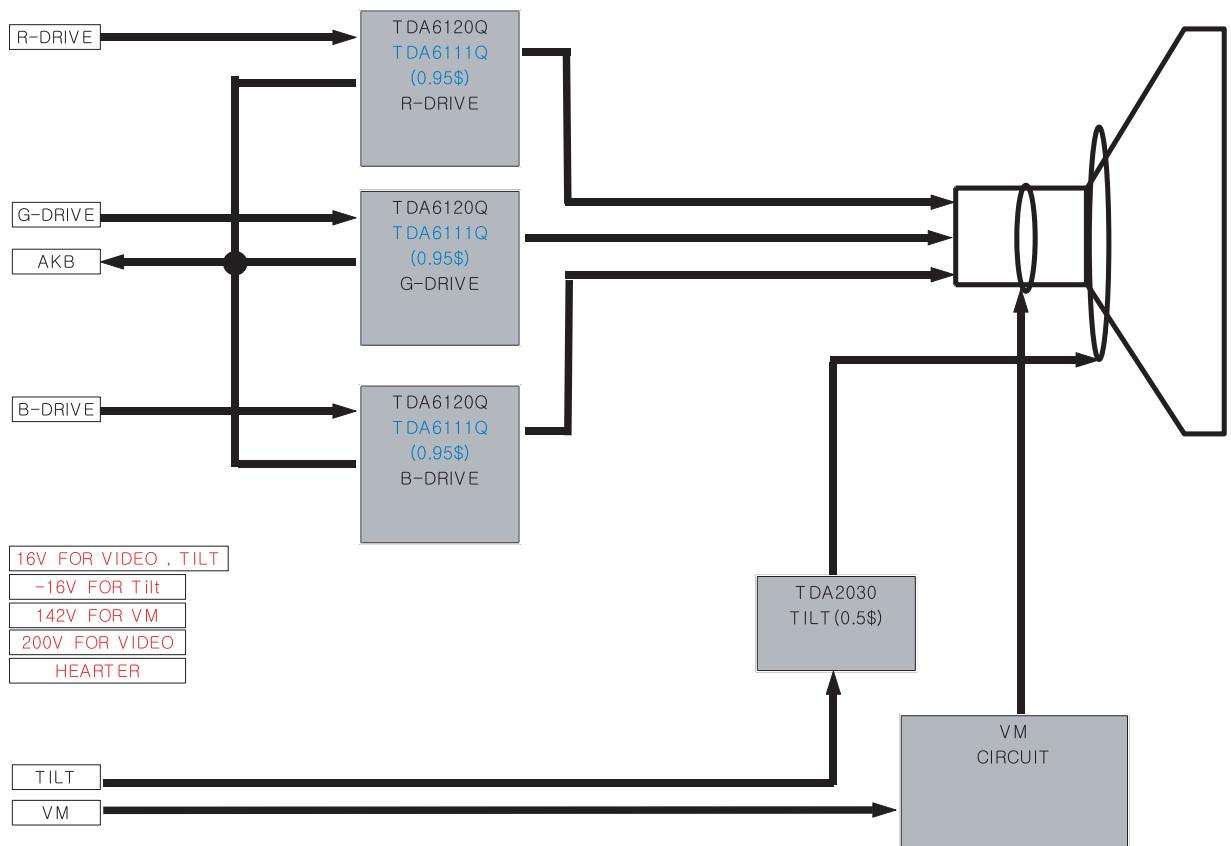 R-DRIVE
TDA6120Q
TDA6111Q
(0.95$)
R-DRIVE
G-DRIVE
AKB
TDA6120Q
TDA6111Q
(0.95$)
G-DRIVE
B-DRIVE
TDA6120Q
TDA6111Q
(0.95$)
B-DRIVE
16V FOR VIDEO , TILT
-16V FOR Tilt
142V FOR VM
200V FOR VIDEO
HEARTER
TDA2030
TILT(0.5$)
VM
CIRCUIT
TILT
VM